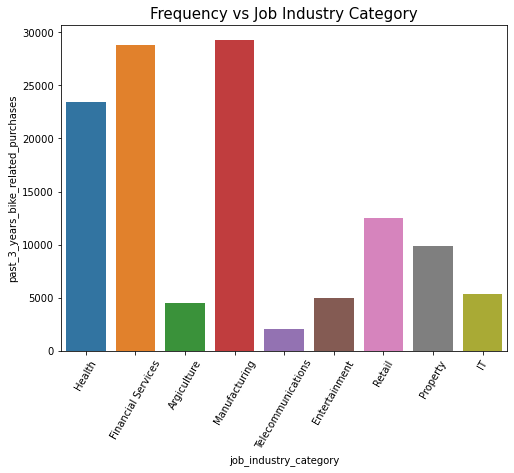 Frequency vs Job Industry Category
30000
25000
20000
15000
10000
5000
0
past_3_years_bike_related_purchases
Health
Financial Services
Argiculture
Manufacturing
Telecommunications
Entertainment
Retail
Property
IT
job_industry_category